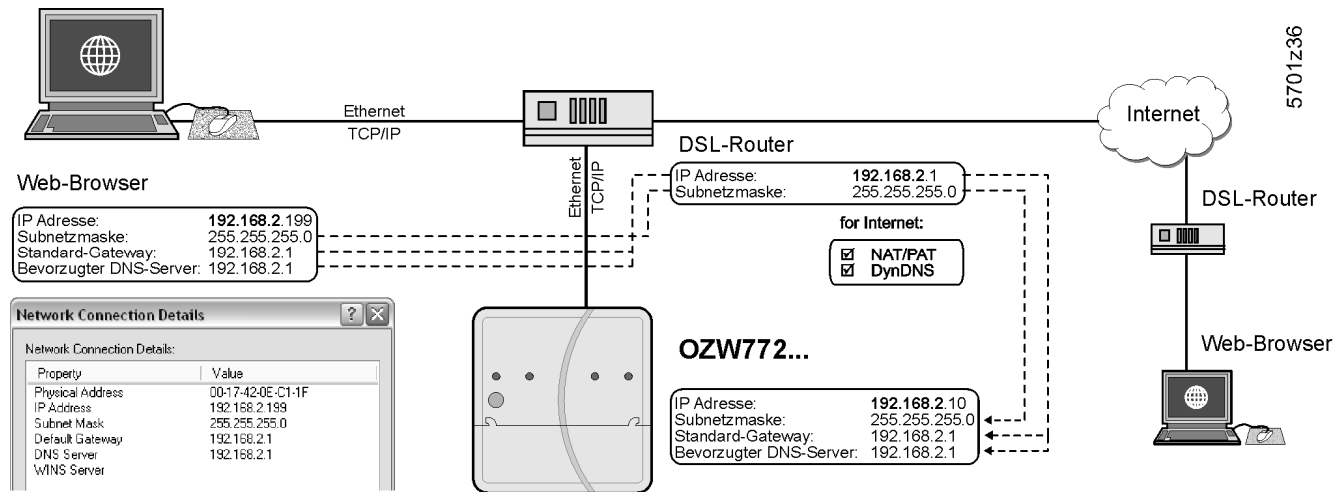 5701z36
Ethernet
TCP/IP
Internet
DSL-Router
IP Adresse: 192.168.2.1
Subnetzmaske: 255.255.255.0
Ethernet
TCP/IP
for Internet:
NAT/PAT
DynDNS
Web-Browser
IP Adresse: 192.168.2.199
Subnetzmaske: 255.255.255.0
Standard-Gateway: 192.168.2.1
Bevorzugter DNS-Server: 192.168.2.1
DSL-Router
Network Connection Details
Network Connection Details:
Property Value
Physical Address 00-17-42-0E-C1-1F
IP Address 192.168.2.199
Subnet Mask 255.255.255.0
Default Gateway 192.168.2.1
DNS Server 192.168.2.1
WINS Server
OZW772...
IP Adresse: 192.168.2.10
Subnetzmaske: 255.255.255.0
Standard-Gateway: 192.168.2.1
Bevorzugter DNS-Server: 192.168.2.1
Web-Browser